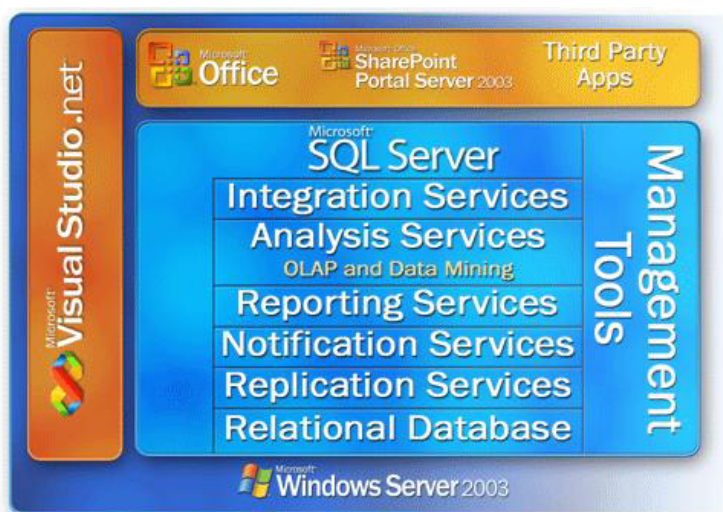 Microsoft
Visual Studio.net
Microsoft
Office
Microsoft Office
SharePoint
Portal Server 2003
Third Party
Apps
Microsoft
SQL Server
Integration Services
Analysis Services
OLAP and Data Mining
Reporting Services
Notification Services
Replication Services
Relational Database
Management
Tools
Microsoft
Windows Server 2003